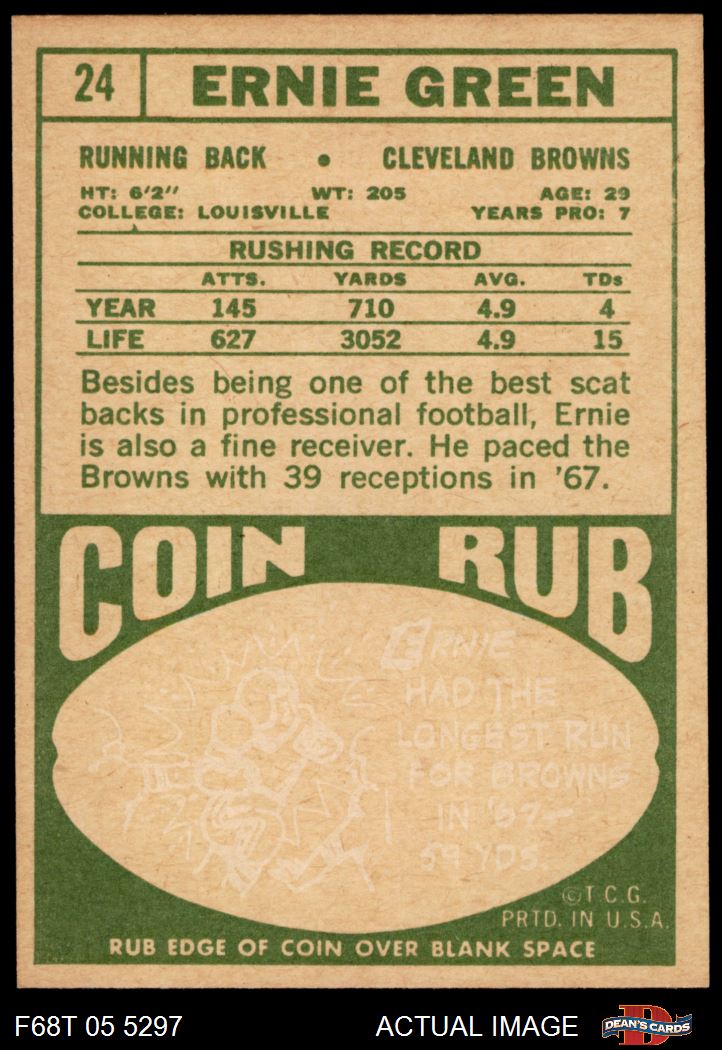 24 ERNIE GREEN
RUNNING BACK • CLEVELAND BROWNS
HT: 6'2" WT: 205 AGE: 29
COLLEGE: LOUISVILLE YEARS PRO: 7
RUSHING RECORD
ATTS. YARDS AVG. TDs
YEAR 145 710 4.9 4
LIFE 627 3052 4.9 15
Besides being one of the best scat
backs in professional football, Ernie
is also a fine receiver. He paced the
Browns with 39 receptions in '67.
COIN RUB
ERNIE
HAD THE
LONGEST RUN
FOR BROWNS
IN '67—
59 YDS.
©T.C.G.
PRTD. IN U.S.A.
RUB EDGE OF COIN OVER BLANK SPACE
F68T 05 5297 ACTUAL IMAGE DEAN'S CARDS